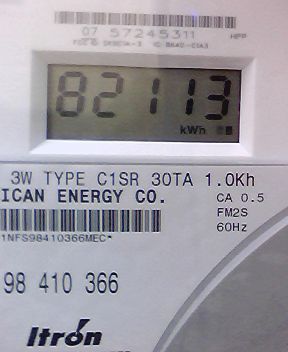 07 57245311 HPP
82113
kWh
3W TYPE C1SR 30TA 1.0Kh
ICAN ENERGY CO. CA 0.5
FM2S
1NFS98410366MEC* 60Hz
98 410 366
Itron